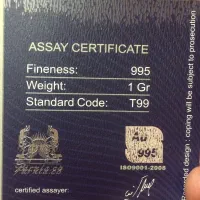 ASSAY CERTIFICATE
Fineness: 995
Weight: 1 Gr
Standard Code: T99
AU
995
ISO9001-2008
certified assayer:
design : coping will be subject to prosecution